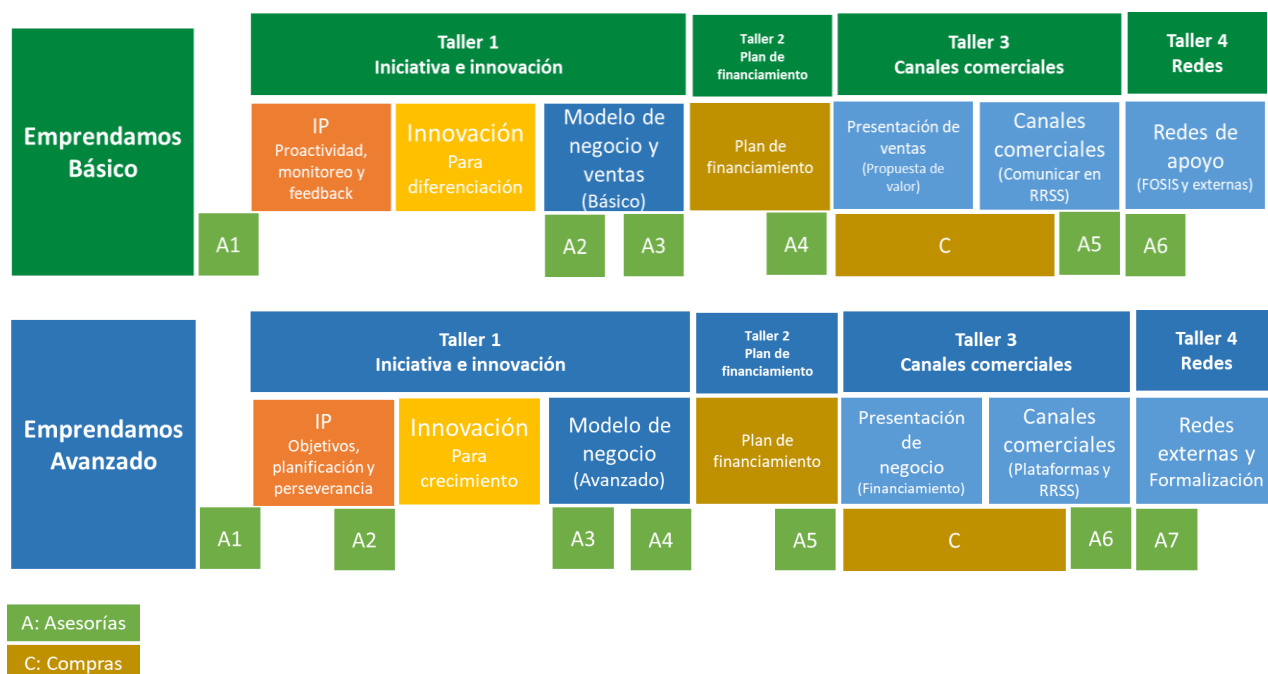 Emprendamos
Básico
Taller 1
Iniciativa e innovación
Taller 2
Plan de
financiamiento
Taller 3
Canales comerciales
Taller 4
Redes
IP
Proactividad,
monitoreo y
feedback
Innovación
Para
diferenciación
Modelo de
negocio y
ventas
(Básico)
Plan de
financiamiento
Presentación de
ventas
(Propuesta de
valor)
Canales
comerciales
(Comunicar en
RRSS)
Redes de
apoyo
(FOSIS y externas)
A1
A2
A3
A4
C
A5
A6
Emprendamos
Avanzado
Taller 1
Iniciativa e innovación
Taller 2
Plan de
financiamiento
Taller 3
Canales comerciales
Taller 4
Redes
IP
Objetivos,
planificación y
perseverancia
Innovación
Para
crecimiento
Modelo de
negocio
(Avanzado)
Plan de
financiamiento
Presentación
de
negocio
(Financiamiento)
Canales
comerciales
(Plataformas y
RRSS)
Redes
externas y
Formalización
A1
A2
A3
A4
A5
C
A6
A7
A: Asesorías
C: Compras